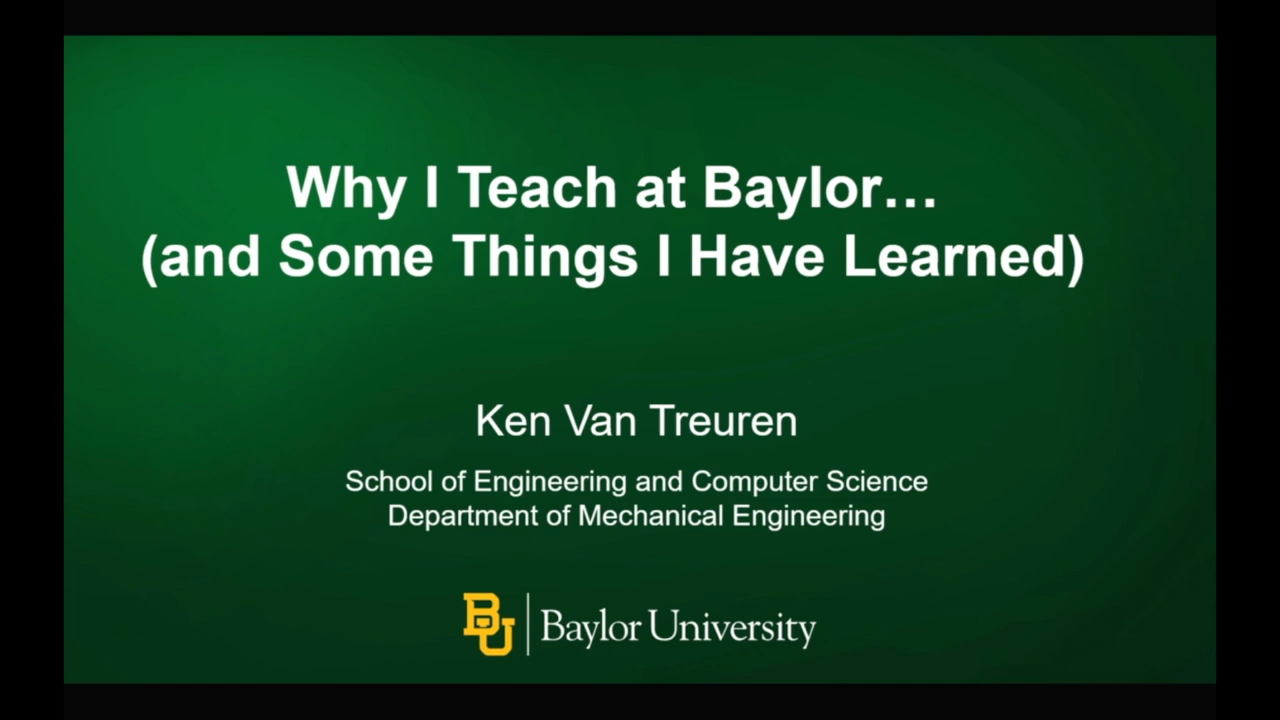 Why I Teach at Baylor…
(and Some Things I Have Learned)
Ken Van Treuren
School of Engineering and Computer Science
Department of Mechanical Engineering
BU | Baylor University